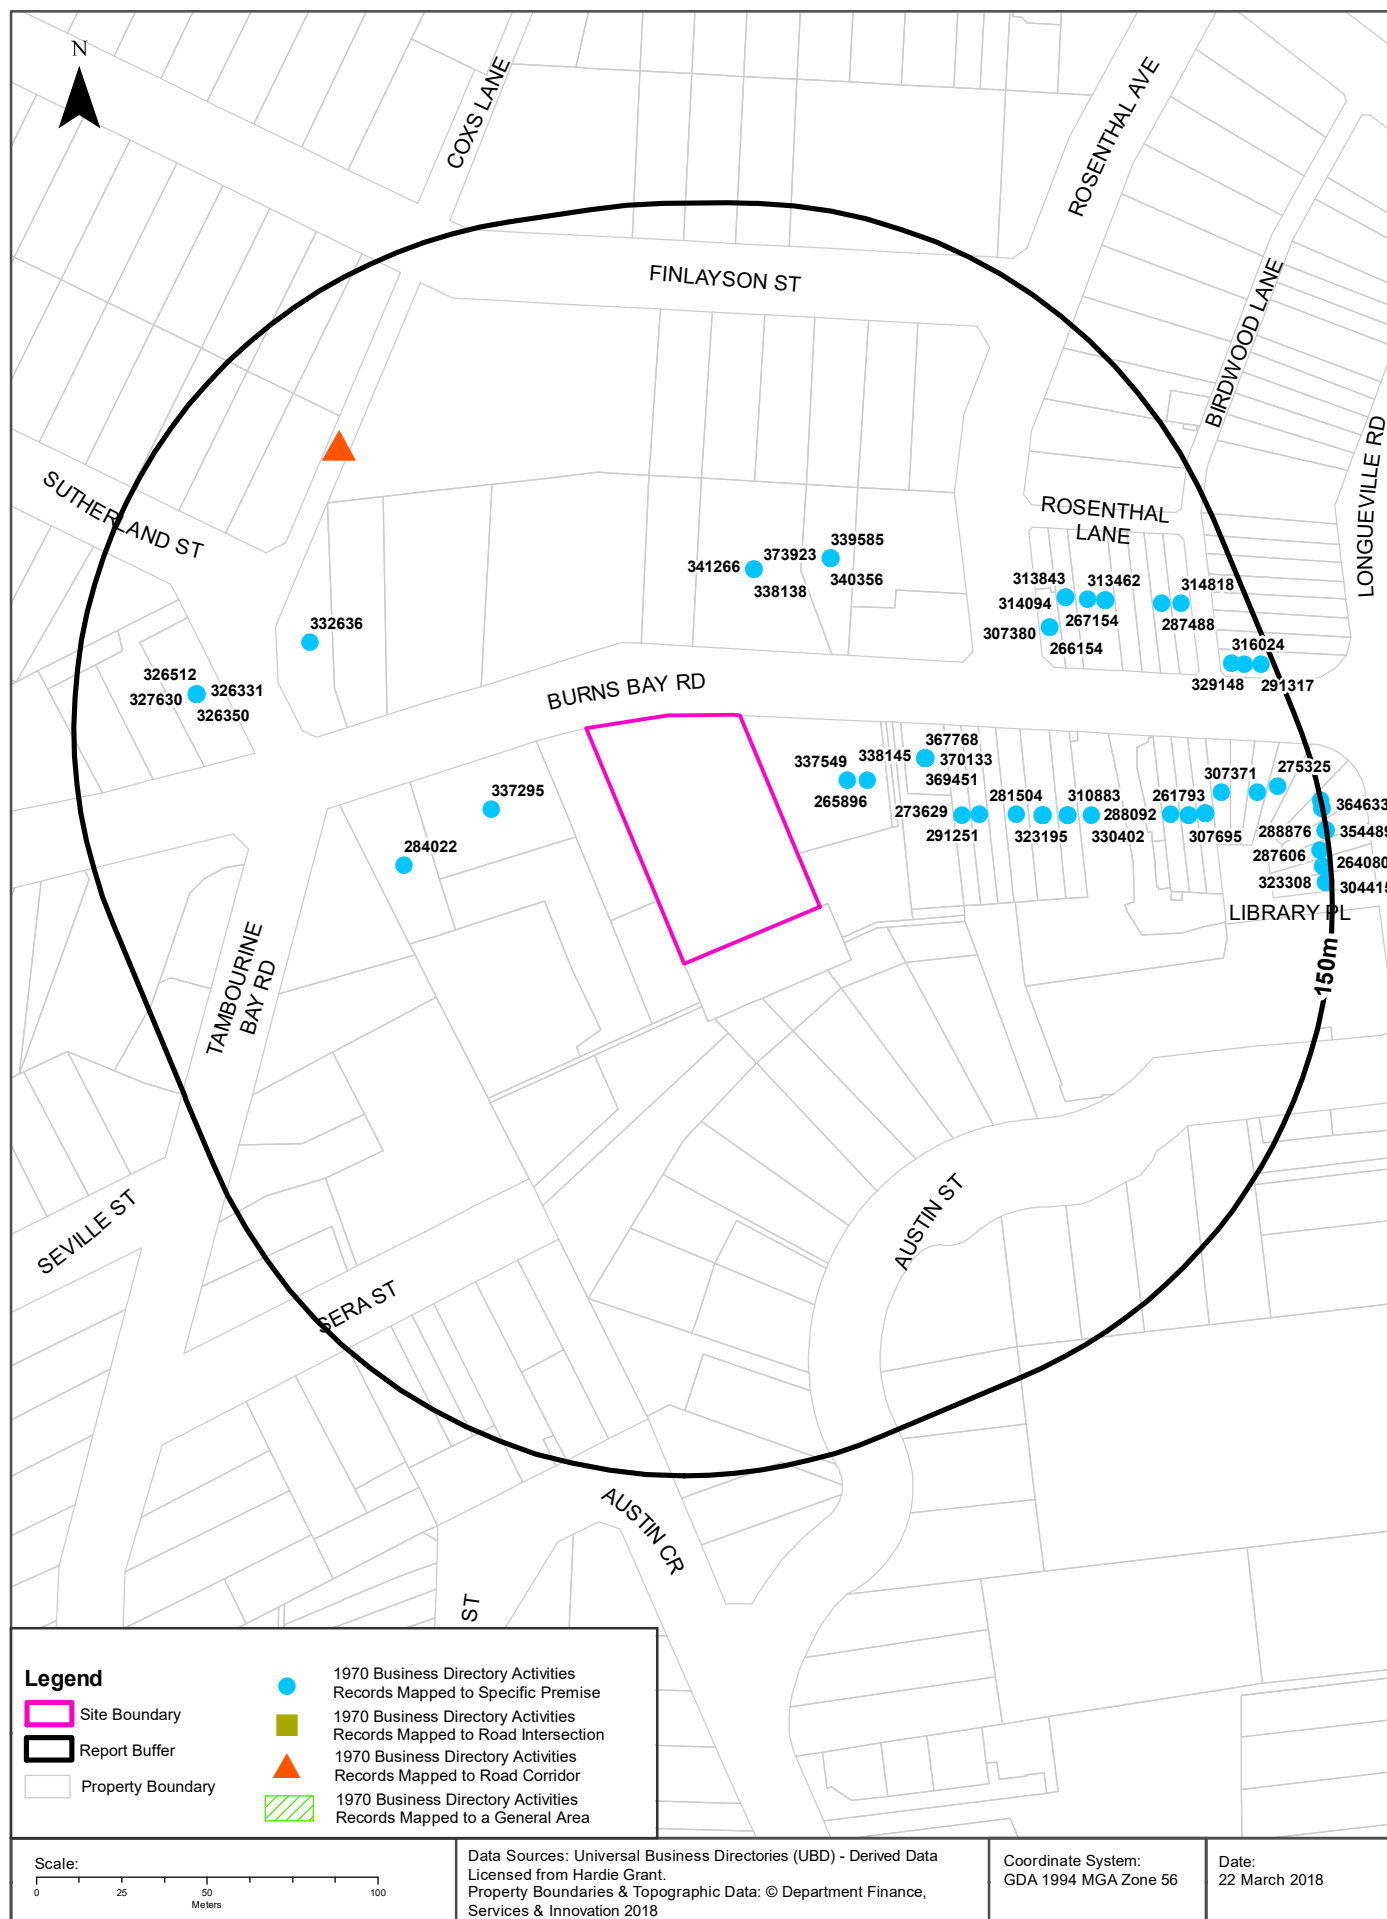 N
COXS LANE
ROSENTHAL AVE
FINLAYSON ST
BIRDWOOD LANE
LONGUEVILLE RD
SUTHERLAND ST
ROSENTHAL
LANE
339585
373923
341266
338138
340356
313843
313462
314818
314094
267154
287488
307380
266154
332636
316024
329148
291317
326512
326331
327630
326350
BURNS BAY RD
367768
337549
338145
370133
369451
265896
275325
307371
337295
281504
310883
261793
364633
273629
288092
291251
323195
330402
307695
288876
354489
284022
287606
264080
323308
304415
LIBRARY PL
150m
TAMBOURINE
BAY RD
AUSTIN ST
SEVILLE ST
SERA ST
AUSTIN CR
ST
Legend
Site Boundary
Report Buffer
Property Boundary
1970 Business Directory Activities
Records Mapped to Specific Premise
1970 Business Directory Activities
Records Mapped to Road Intersection
1970 Business Directory Activities
Records Mapped to Road Corridor
1970 Business Directory Activities
Records Mapped to a General Area
Scale:
0 25 50 100
Meters
Data Sources: Universal Business Directories (UBD) - Derived Data
Licensed from Hardie Grant.
Property Boundaries & Topographic Data: © Department Finance,
Services & Innovation 2018
Coordinate System:
GDA 1994 MGA Zone 56
Date:
22 March 2018